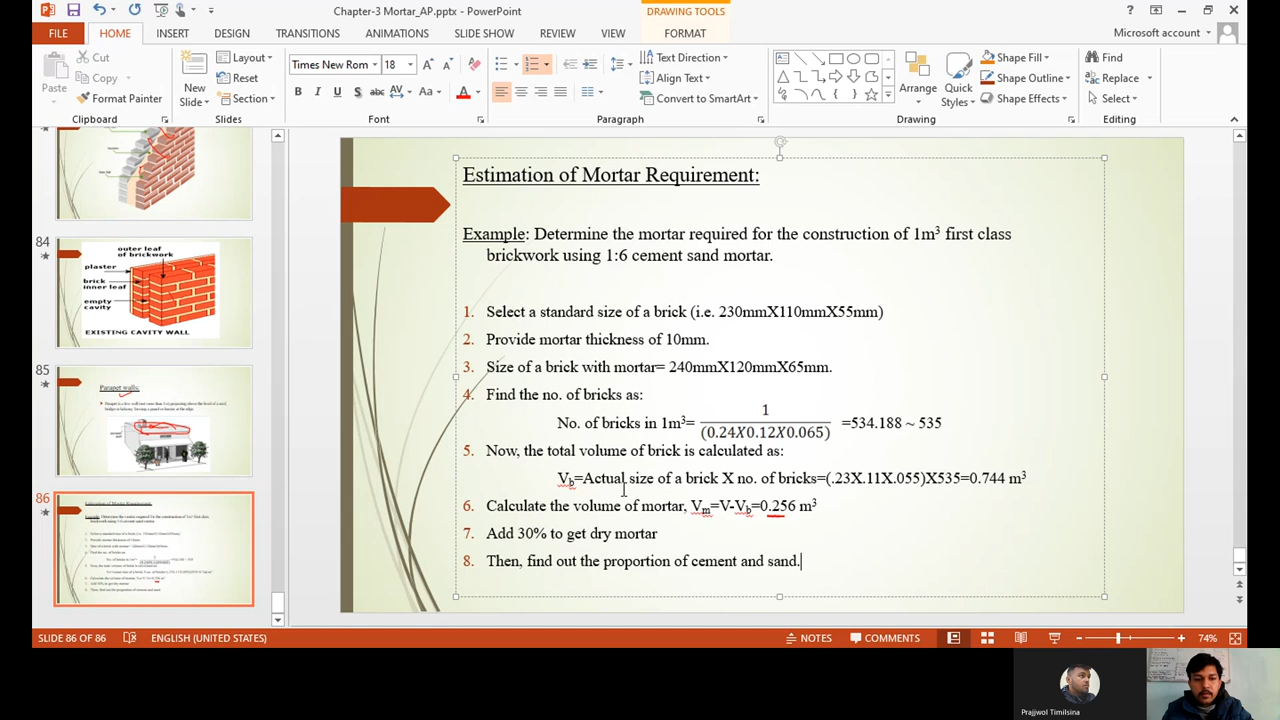 Chapter-3 Mortar_AP.pptx - PowerPoint
DRAWING TOOLS
FILE
HOME
INSERT
DESIGN
TRANSITIONS
ANIMATIONS
SLIDE SHOW
REVIEW
VIEW
FORMAT
Microsoft account
Paste
Cut
Copy
Format Painter
Clipboard
New Slide
Layout
Reset
Section
Slides
Times New Rom
18
Font
Text Direction
Align Text
Convert to SmartArt
Paragraph
Arrange
Quick Styles
Shape Fill
Shape Outline
Shape Effects
Drawing
Find
Replace
Select
Editing
84
outer leaf
of brickwork
plaster
brick
inner leaf
empty
cavity
EXISTING CAVITY WALL
85
Parapet walls:
86
Estimation of Mortar Requirement:
Example: Determine the mortar required for the construction of 1m³ first class
brickwork using 1:6 cement sand mortar.
1. Select a standard size of a brick (i.e. 230mmX110mmX55mm)
2. Provide mortar thickness of 10mm.
3. Size of a brick with mortar= 240mmX120mmX65mm.
4. Find the no. of bricks as:
No. of bricks in 1m³= 1/(0.24X0.12X0.065) =534.188 ~ 535
5. Now, the total volume of brick is calculated as:
Vb=Actual size of a brick X no. of bricks=(.23X.11X.055)X535=0.744 m³
6. Calculate the volume of mortar, Vm=V-Vb=0.256 m³
7. Add 30% to get dry mortar
8. Then, find out the proportion of cement and sand.
SLIDE 86 OF 86
ENGLISH (UNITED STATES)
NOTES
COMMENTS
74%
Prajjwol Timilsina